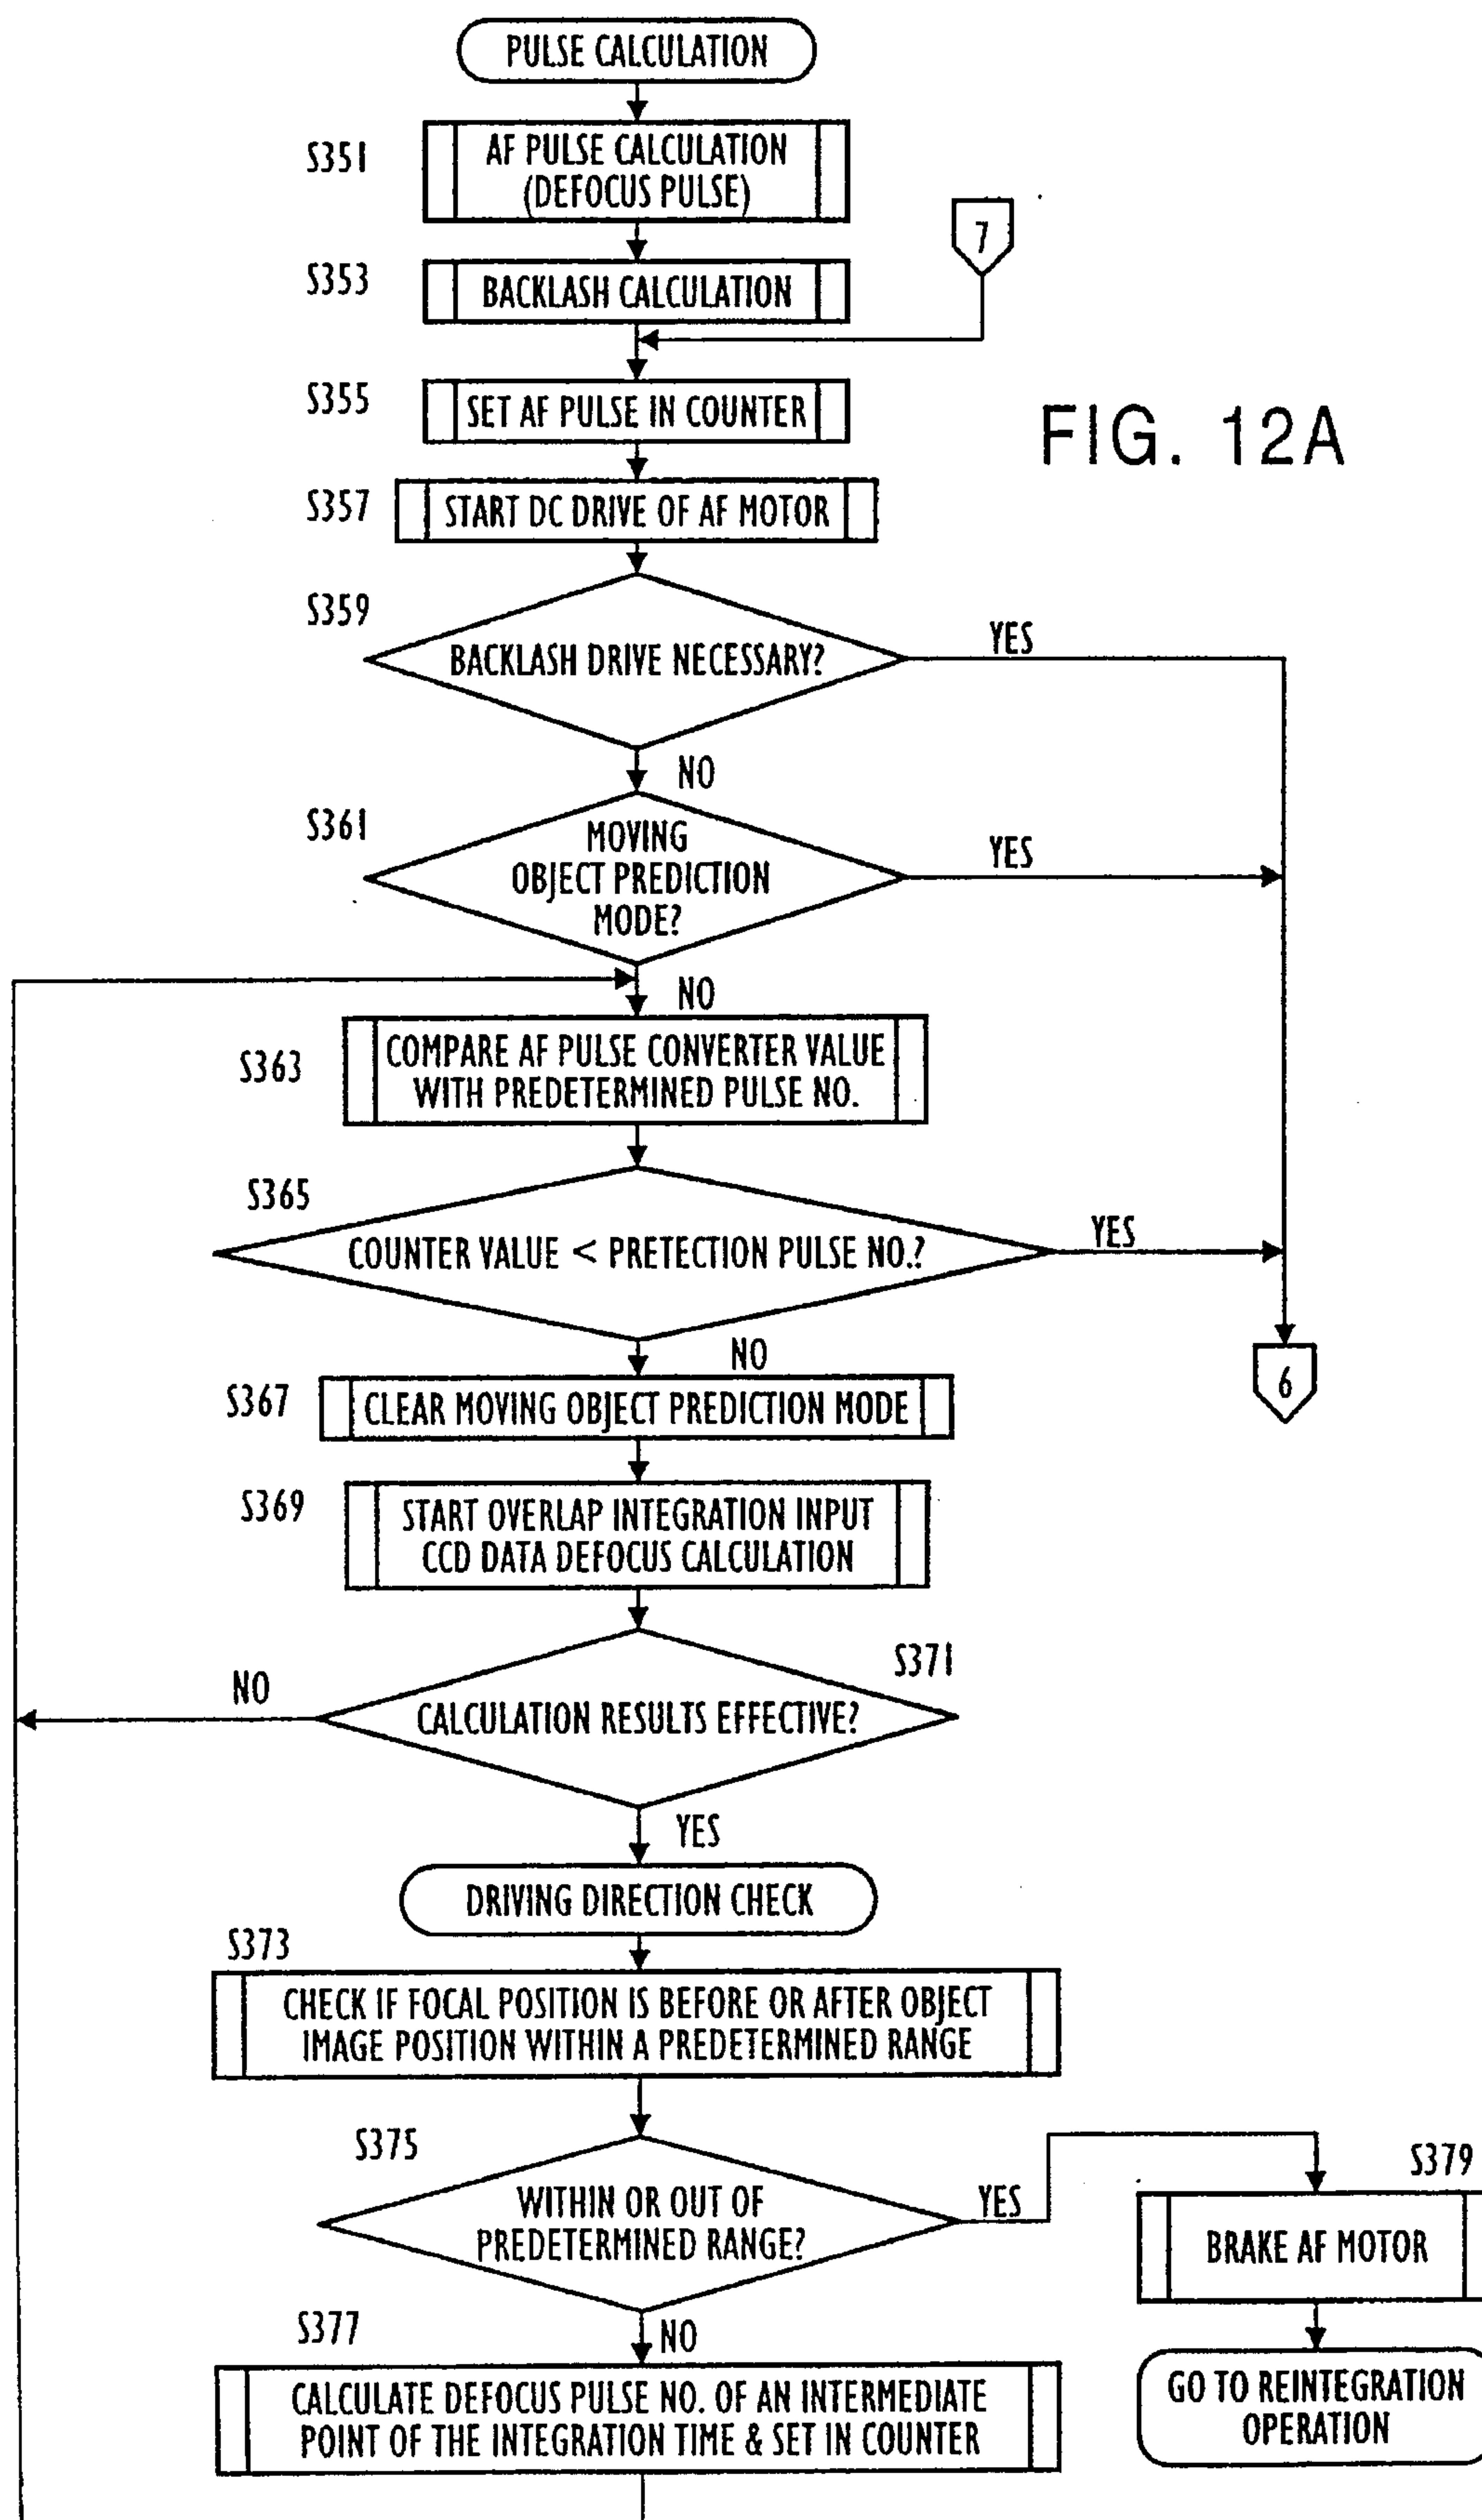 PULSE CALCULATION
S351
AF PULSE CALCULATION
(DEFOCUS PULSE)
7
S353
BACKLASH CALCULATION
S355
SET AF PULSE IN COUNTER
FIG. 12A
S357
START DC DRIVE OF AF MOTOR
S359
BACKLASH DRIVE NECESSARY?
YES
NO
S361
MOVING
OBJECT PREDICTION
MODE?
YES
NO
S363
COMPARE AF PULSE CONVERTER VALUE
WITH PREDETERMINED PULSE NO.
S365
COUNTER VALUE < PRETECTION PULSE NO.?
YES
NO
6
S367
CLEAR MOVING OBJECT PREDICTION MODE
S369
START OVERLAP INTEGRATION INPUT
CCD DATA DEFOCUS CALCULATION
S371
NO
CALCULATION RESULTS EFFECTIVE?
YES
DRIVING DIRECTION CHECK
S373
CHECK IF FOCAL POSITION IS BEFORE OR AFTER OBJECT
IMAGE POSITION WITHIN A PREDETERMINED RANGE
S375
WITHIN OR OUT OF
PREDETERMINED RANGE?
YES
S379
BRAKE AF MOTOR
S377
NO
GO TO REINTEGRATION
OPERATION
CALCULATE DEFOCUS PULSE NO. OF AN INTERMEDIATE
POINT OF THE INTEGRATION TIME & SET IN COUNTER